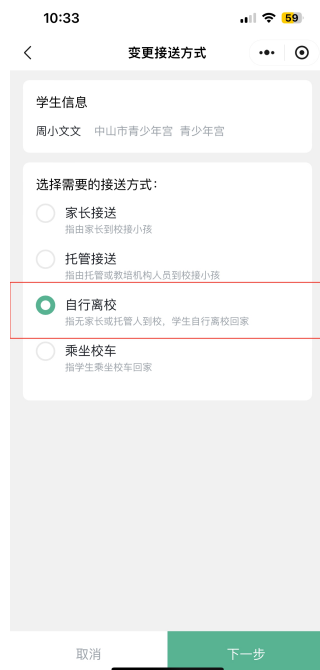 10:33
59
变更接送方式
学生信息
周小文文 中山市青少年宫 青少年宫
选择需要的接送方式：
家长接送
指由家长到校接小孩
托管接送
指由托管或教培机构人员到校接小孩
自行离校
指无家长或托管人到校，学生自行离校回家
乘坐校车
指学生乘坐校车回家
取消 下一步